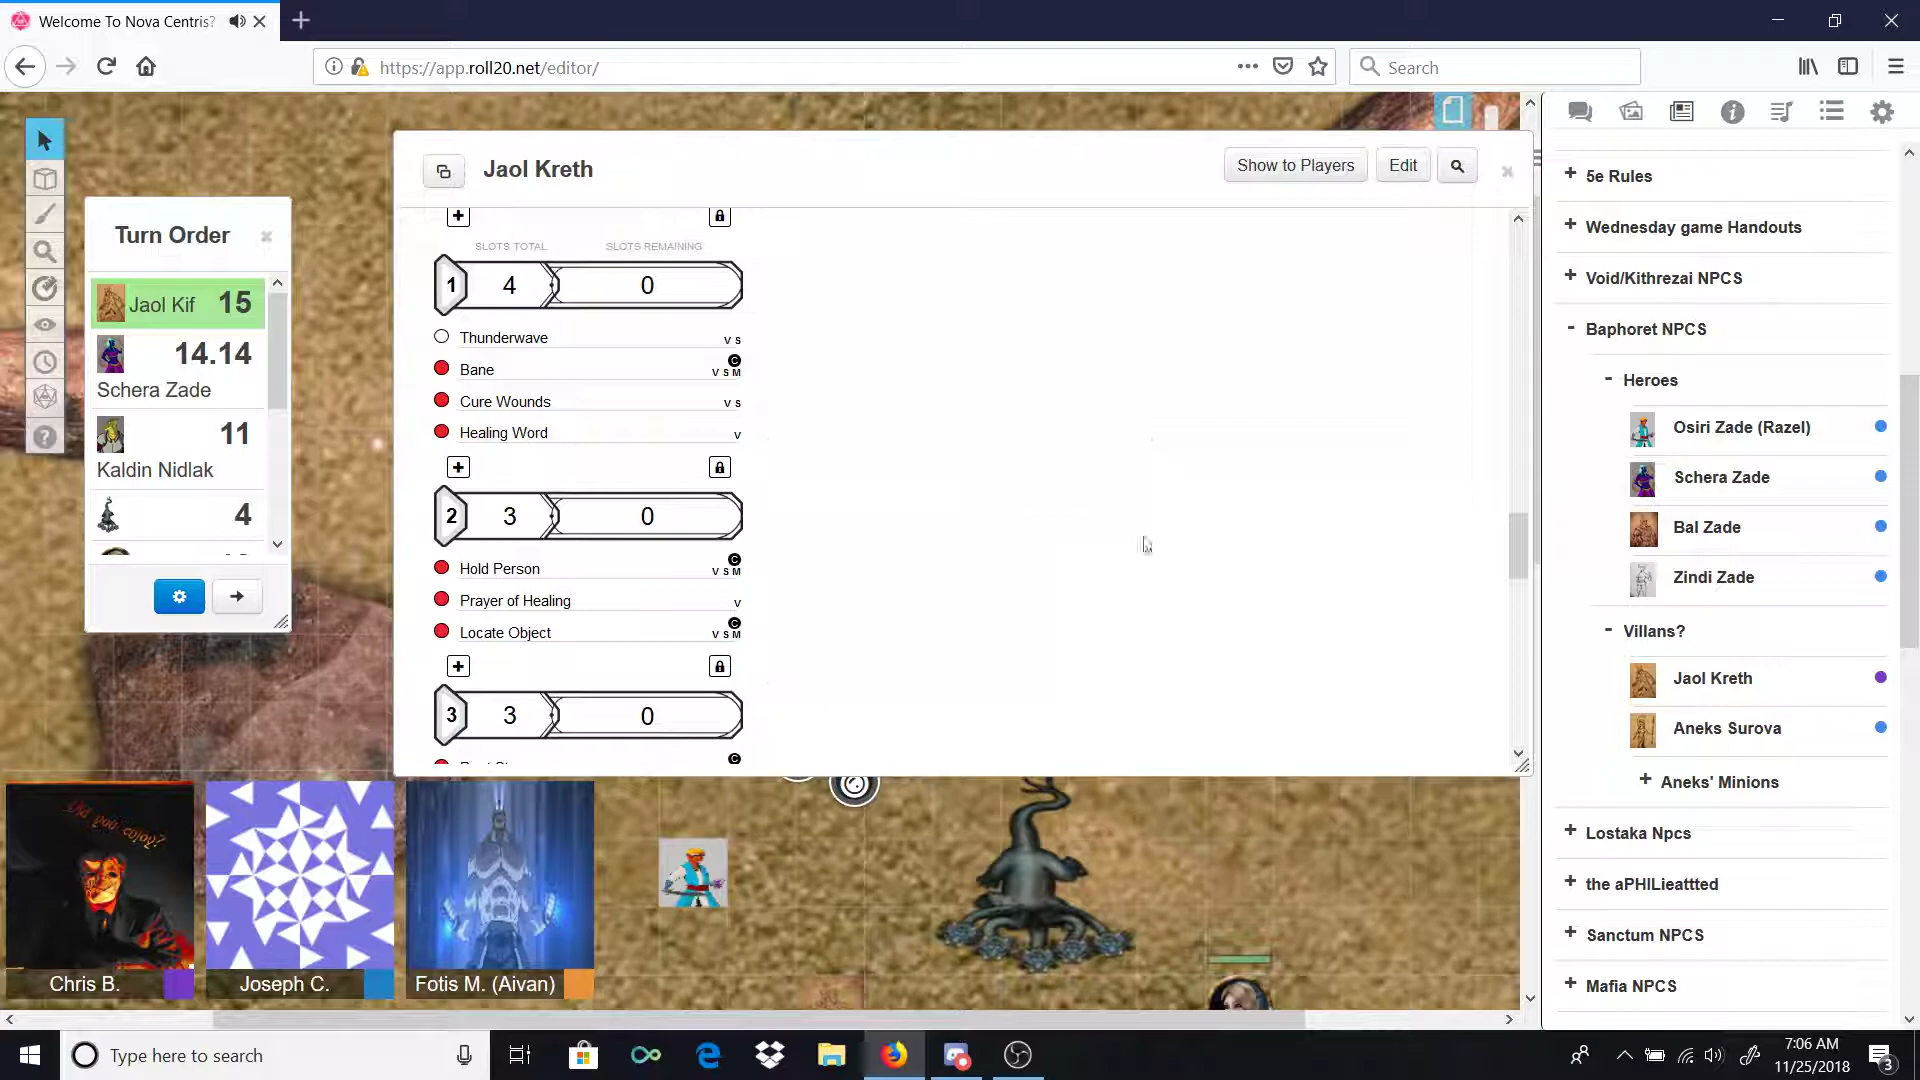 Welcome To Nova Centris?
https://app.roll20.net/editor/
Search
Jaol Kreth
Show to Players
Edit
Turn Order
Jaol Kif 15
14.14
Schera Zade
11
Kaldin Nidlak
4
SLOTS TOTAL
SLOTS REMAINING
1 4 0
Thunderwave V S
Bane C V S M
Cure Wounds V S
Healing Word V
2 3 0
Hold Person C V S M
Prayer of Healing V
Locate Object C V S M
3 3 0
C
5e Rules
Wednesday game Handouts
Void/Kithrezai NPCS
Baphoret NPCS
Heroes
Osiri Zade (Razel)
Schera Zade
Bal Zade
Zindi Zade
Villans?
Jaol Kreth
Aneks Surova
Aneks' Minions
Lostaka Npcs
the aPHILieattted
Sanctum NPCS
Mafia NPCS
Did you enjoy?
Chris B.
Joseph C.
Fotis M. (Aivan)
Type here to search
7:06 AM
11/25/2018
3